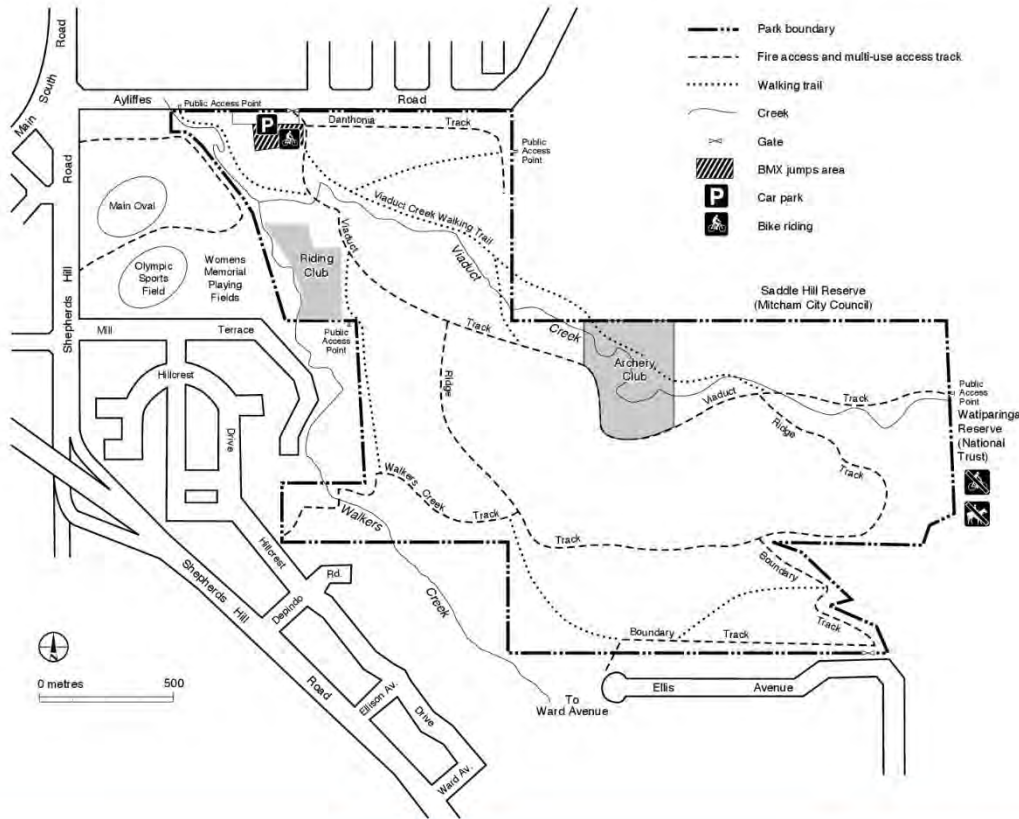 Main South Road
Ayliffes
Road
Public Access Point
P
Danthonia
Track
Public
Access
Point
Park boundary
Fire access and multi-use access track
Walking trail
Creek
Gate
BMX jumps area
P
Car park
Bike riding
Shepherds Hill Road
Main Oval
Olympic
Sports
Field
Womens
Memorial
Playing
Fields
Riding
Club
Viaduct Creek Walking Trail
Viaduct
Track
Viaduct
Creek
Saddle Hill Reserve
(Mitcham City Council)
Mill
Terrace
Public
Access
Point
Hillcrest
Drive
Ridge
Archery
Club
Viaduct
Track
Public
Access
Point
Watiparinga
Reserve
(National
Trust)
Ridge
Track
Walkers Creek
Track
Track
Walkers
Creek
Hillcrest
Rd.
Depindo
Shepherds Hill
Road
Boundary
Track
Boundary
Track
Ellison Av.
Drive
Ward Av.
To
Ward Avenue
Ellis
Avenue
N
0 metres
500